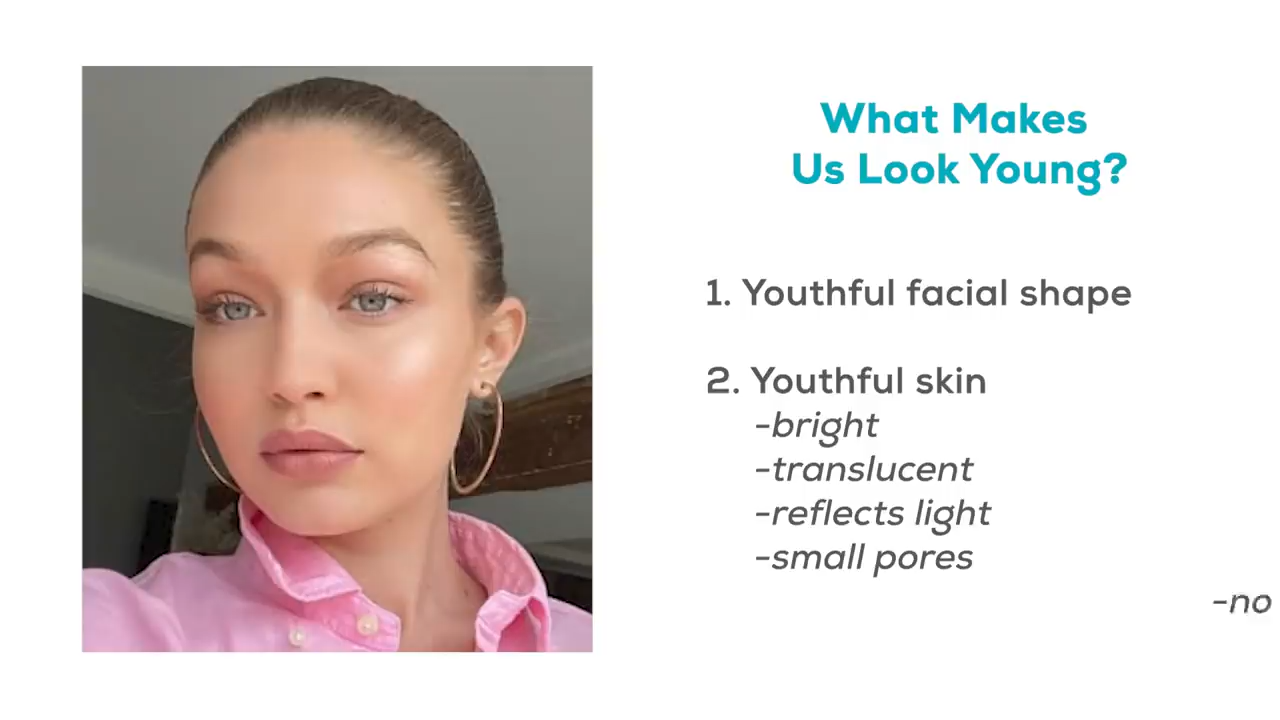 What Makes
Us Look Young?
1. Youthful facial shape
2. Youthful skin
-bright
-translucent
-reflects light
-small pores
-no